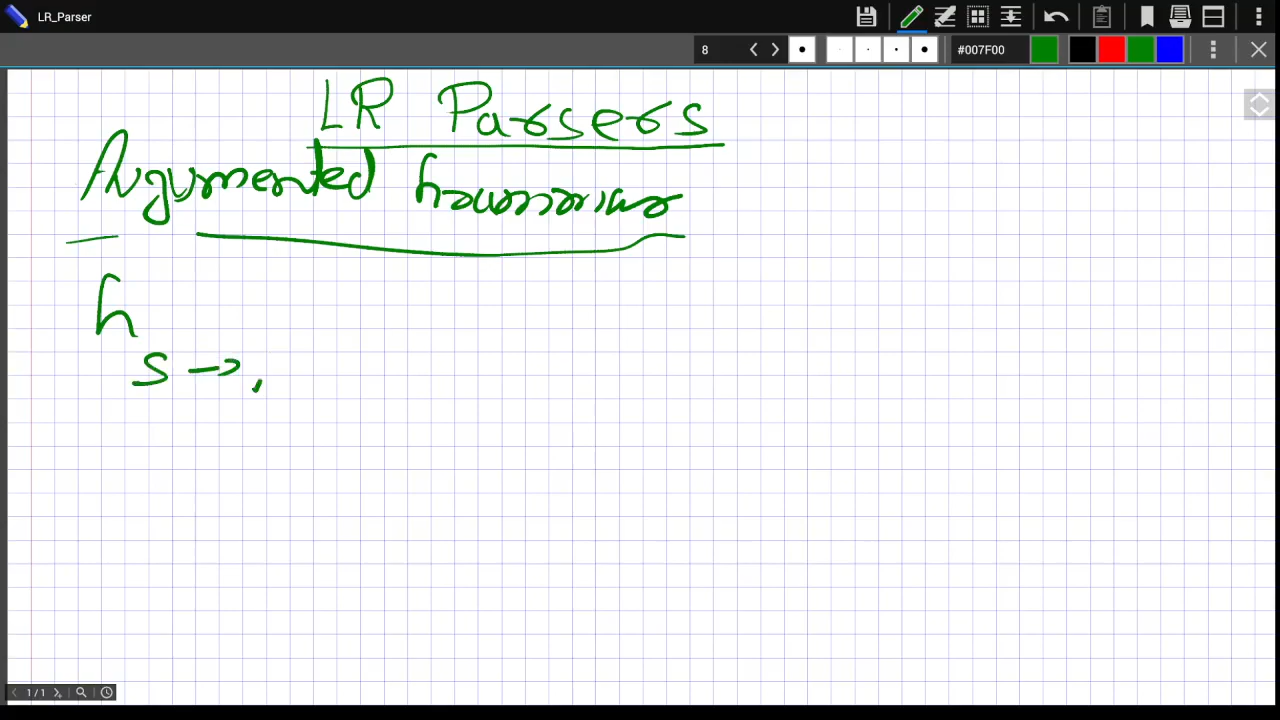 LR_Parser
8
#007F00
LR Parsers
Argumented Grammar
G
S →
1/1